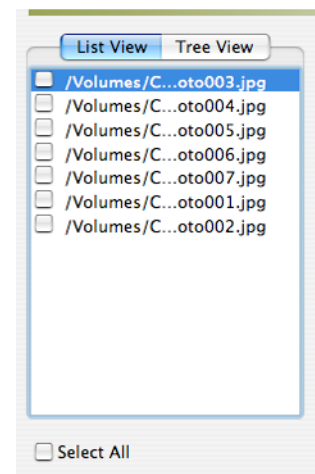 List View Tree View
/Volumes/C...oto003.jpg
/Volumes/C...oto004.jpg
/Volumes/C...oto005.jpg
/Volumes/C...oto006.jpg
/Volumes/C...oto007.jpg
/Volumes/C...oto001.jpg
/Volumes/C...oto002.jpg
Select All